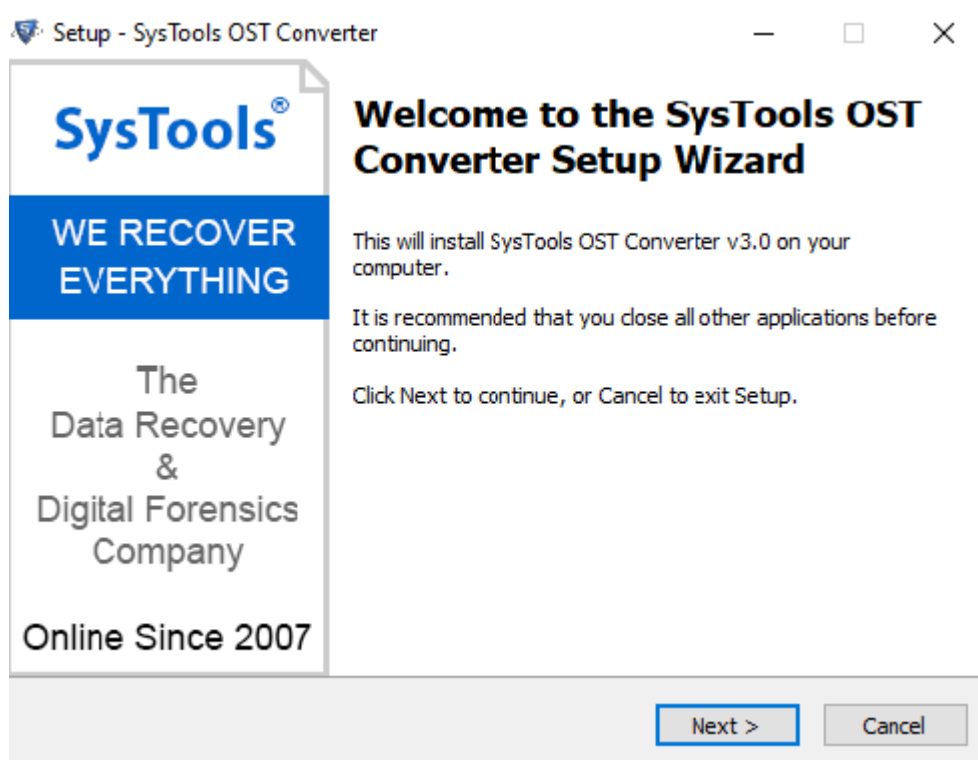 Setup - SysTools OST Converter
SysTools®
WE RECOVER
EVERYTHING
The
Data Recovery
&
Digital Forensics
Company
Online Since 2007
Welcome to the SysTools OST
Converter Setup Wizard
This will install SysTools OST Converter v3.0 on your
computer.
It is recommended that you close all other applications before
continuing.
Click Next to continue, or Cancel to exit Setup.
Next >
Cancel